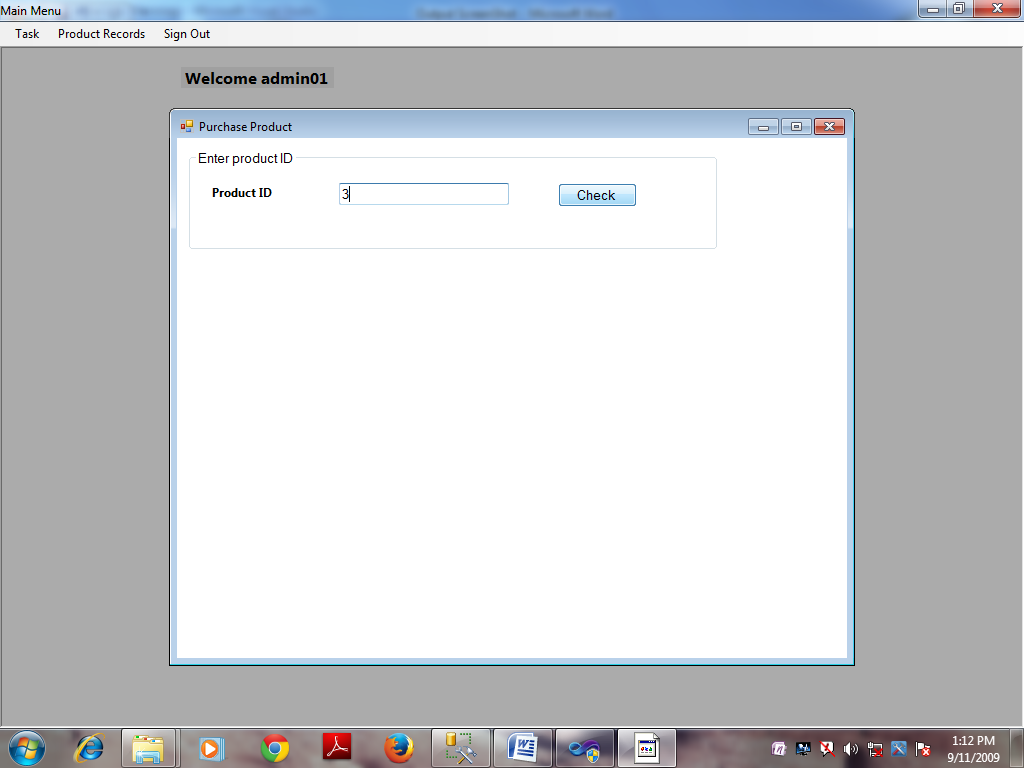 Main Menu
Task Product Records Sign Out
Welcome admin01
Purchase Product
Enter product ID
Product ID 3 Check
1:12 PM
9/11/2009